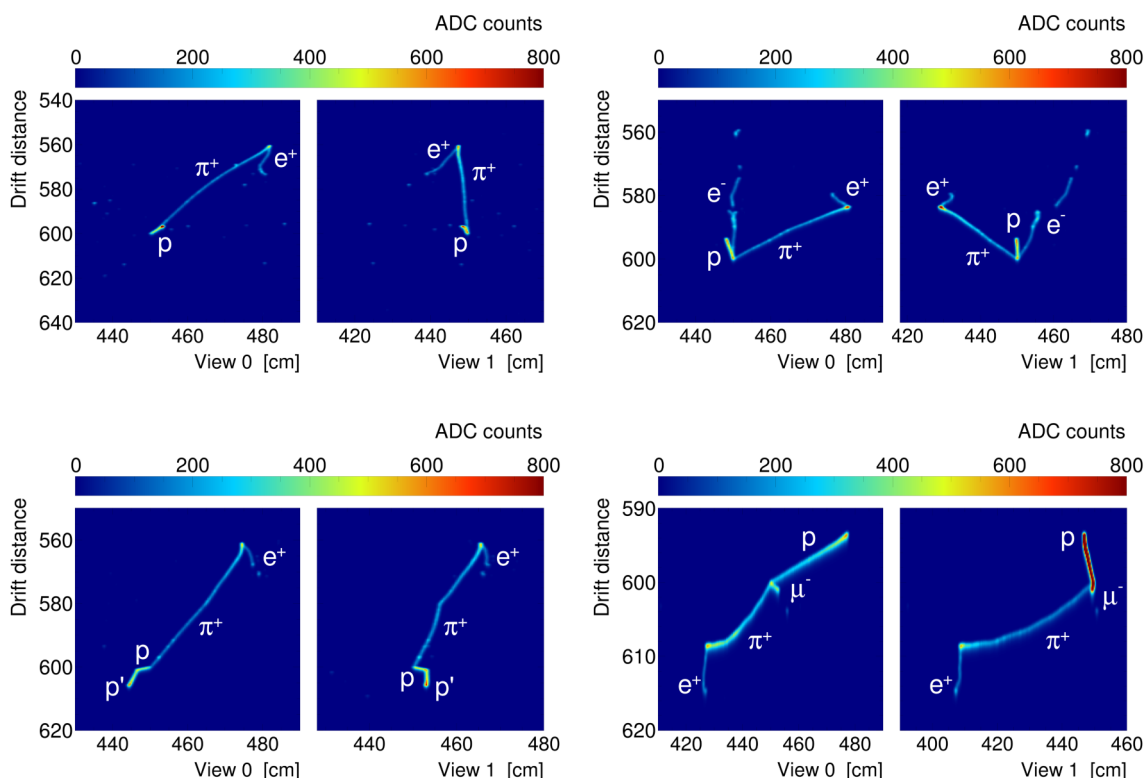 ADC counts
0 200 400 600 800
Drift distance
540
560
580
600
620
640
π⁺
e⁺
p
440 460 480
View 0 [cm]
e⁺
π⁺
p
420 440 460
View 1 [cm]
ADC counts
0 200 400 600 800
Drift distance
560
580
600
620
e⁻
e⁺
p
π⁺
440 460 480
View 0 [cm]
e⁺
p
e⁻
π⁺
420 440 460 480
View 1 [cm]
ADC counts
0 200 400 600 800
Drift distance
560
580
600
620
e⁺
π⁺
p
p'
440 460 480
View 0 [cm]
e⁺
π⁺
p
p'
440 460 480
View 1 [cm]
ADC counts
0 200 400 600 800
Drift distance
590
600
610
620
p
μ⁻
π⁺
e⁺
420 440 460 480
View 0 [cm]
p
μ⁻
π⁺
e⁺
400 420 440 460
View 1 [cm]